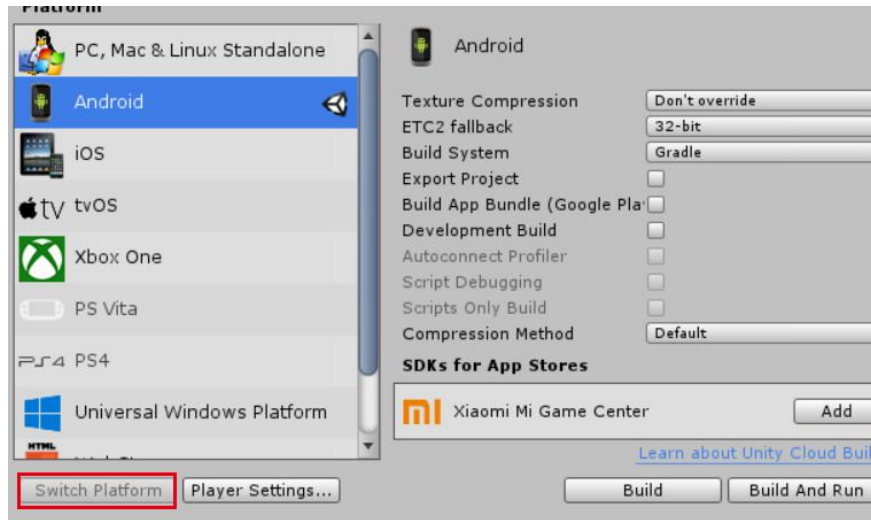 Platform
PC, Mac & Linux Standalone
Android
iOS
tv tvOS
Xbox One
PS Vita
PS4 PS4
Universal Windows Platform
HTML
Switch Platform
Player Settings...
Android
Texture Compression Don't override
ETC2 fallback 32-bit
Build System Gradle
Export Project
Build App Bundle (Google Pla
Development Build
Autoconnect Profiler
Script Debugging
Scripts Only Build
Compression Method Default
SDKs for App Stores
Xiaomi Mi Game Center Add
Learn about Unity Cloud Buil
Build
Build And Run